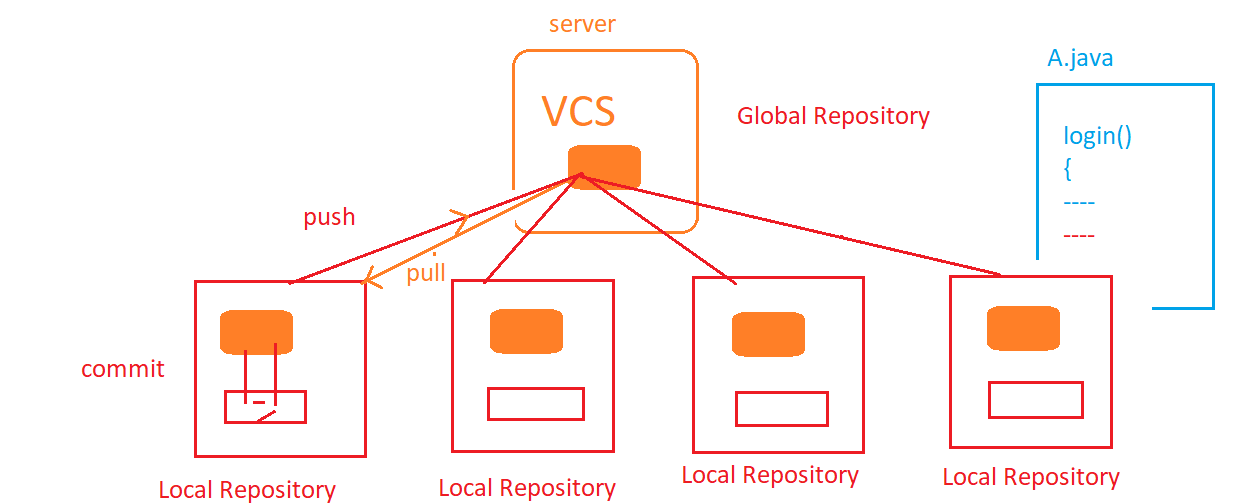 server
A.java
VCS
Global Repository
login()
{
----
----
push
pull
commit
Local Repository
Local Repository
Local Repository
Local Repository